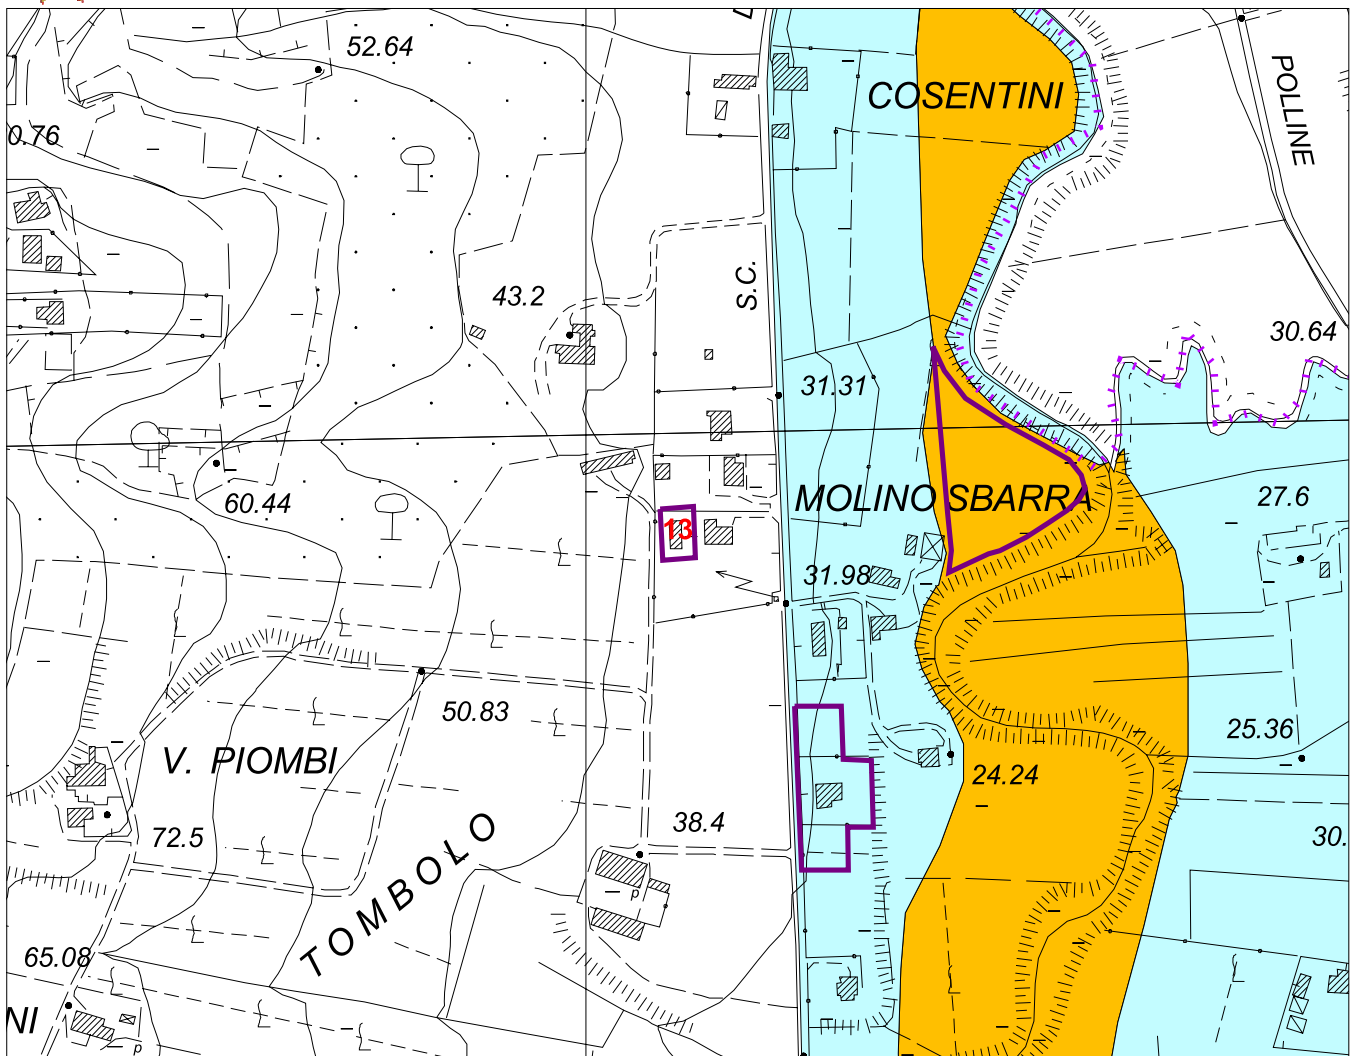 52.64
COSENTINI
POLLINE
0.76
S.C.
43.2
30.64
31.31
60.44
MOLINO SBARRA
27.6
13
31.98
50.83
25.36
V. PIOMBI
24.24
72.5
38.4
30.
TOMBOLO
p
65.08
NI
p